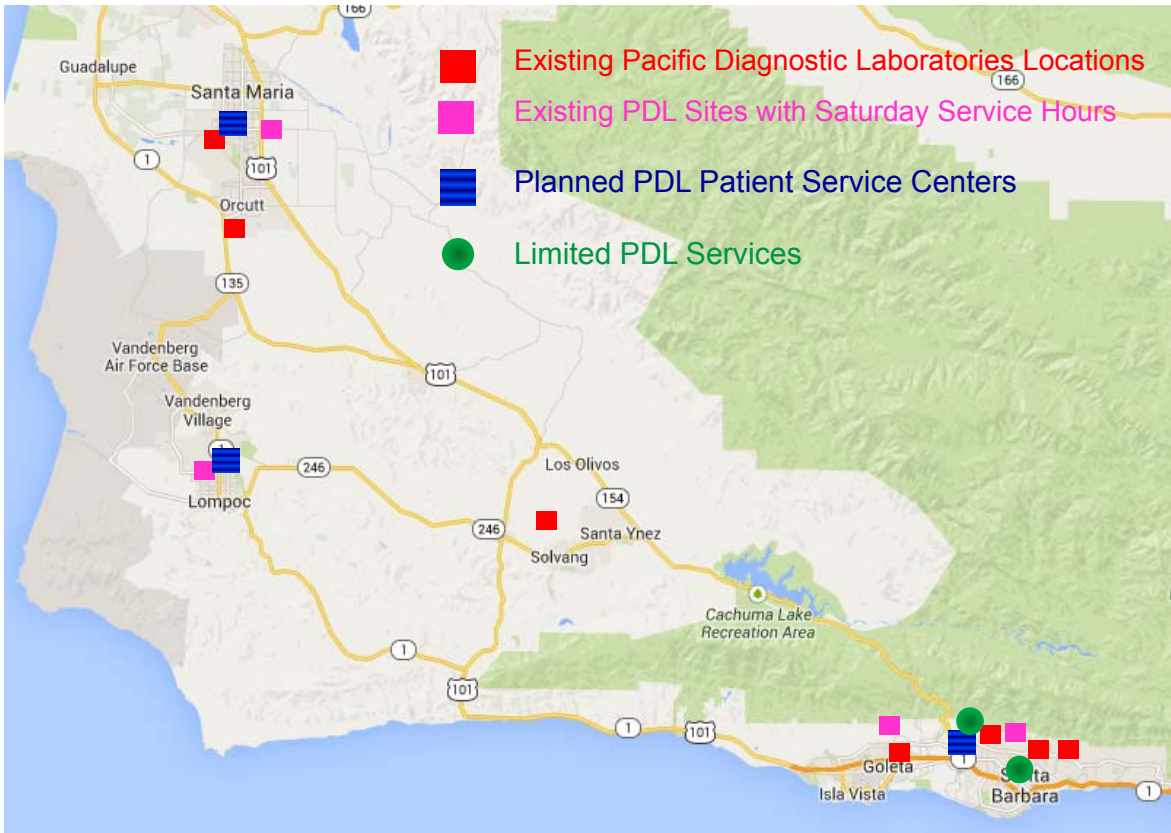 166
Guadalupe
Existing Pacific Diagnostic Laboratories Locations
166
Santa Maria
Existing PDL Sites with Saturday Service Hours
1
101
Planned PDL Patient Service Centers
Orcutt
Limited PDL Services
135
Vandenberg
Air Force Base
101
Vandenberg
Village
1
246
Los Olivos
Lompoc
154
246
Santa Ynez
Solvang
Cachuma Lake
Recreation Area
1
101
1
101
1
Goleta
Santa
Barbara
Isla Vista
1